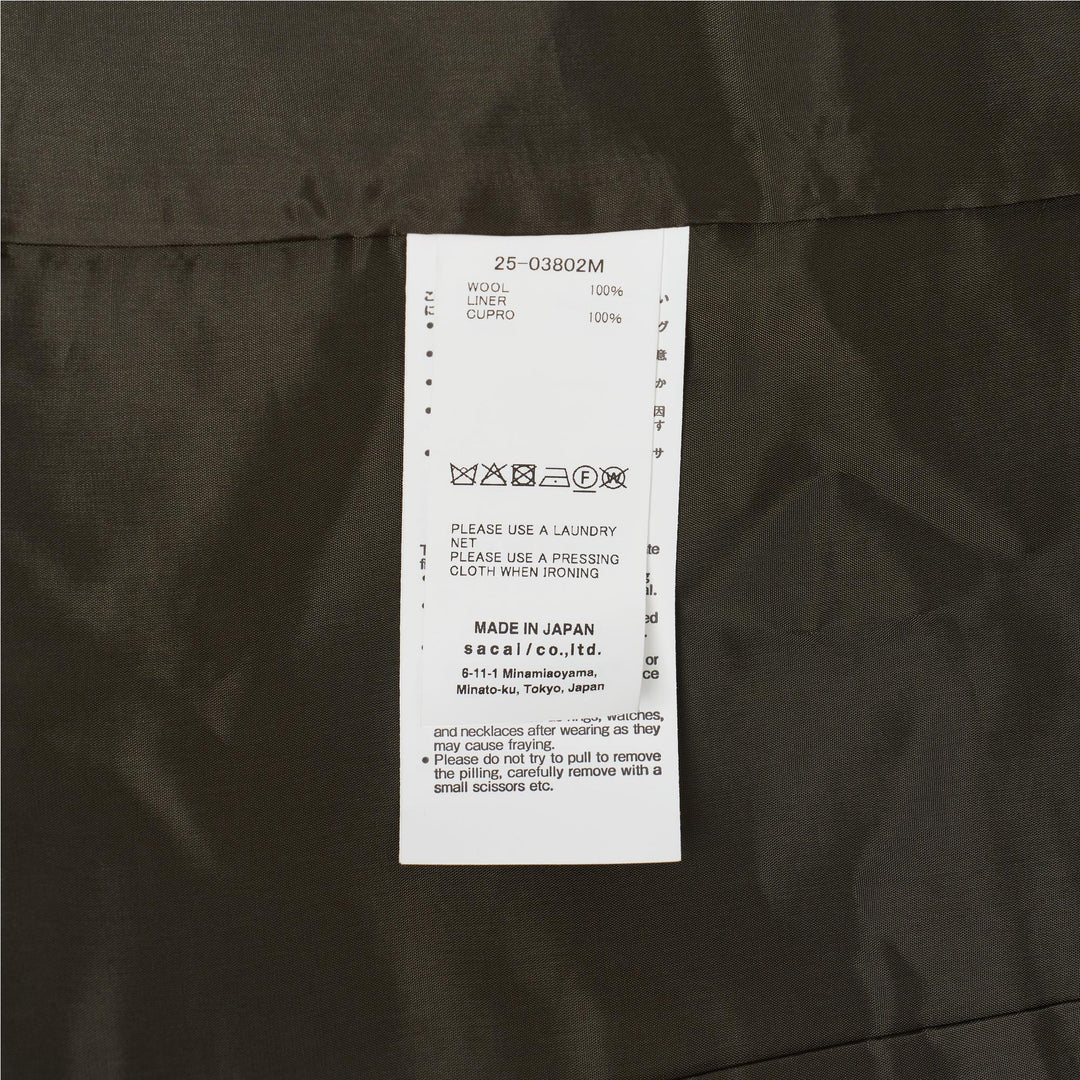 25-03802M
WOOL 100%
LINER
CUPRO 100%
F
W
PLEASE USE A LAUNDRY
NET
PLEASE USE A PRESSING
CLOTH WHEN IRONING
MADE IN JAPAN
sacai/co.,ltd.
6-11-1 Minamiaoyama,
Minato-ku, Tokyo, Japan
watches,
and necklaces after wearing as they
may cause fraying.
• Please do not try to pull to remove
the pilling, carefully remove with a
small scissors etc.